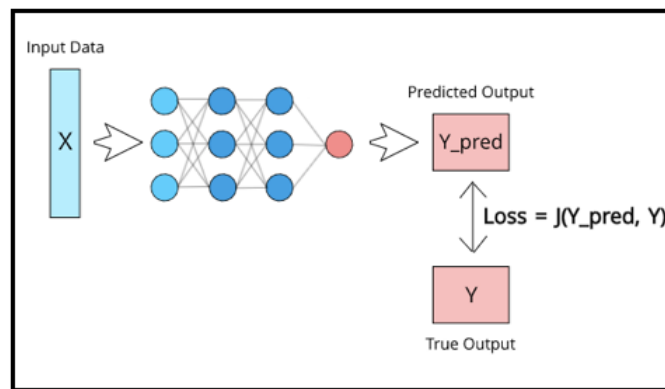 Input Data
X
Predicted Output
Y_pred
Loss = J(Y_pred, Y)
Y
True Output